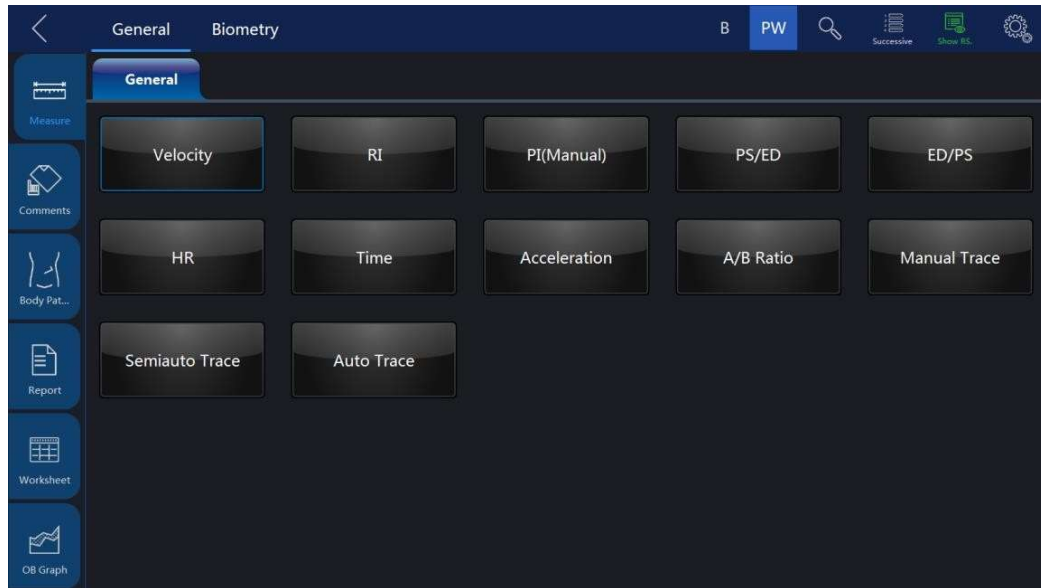 General Biometry B PW Successive Show RS.
General
Measure
Velocity RI PI(Manual) PS/ED ED/PS
Comments
HR Time Acceleration A/B Ratio Manual Trace
Body Pat...
Semiauto Trace Auto Trace
Report
Worksheet
OB Graph